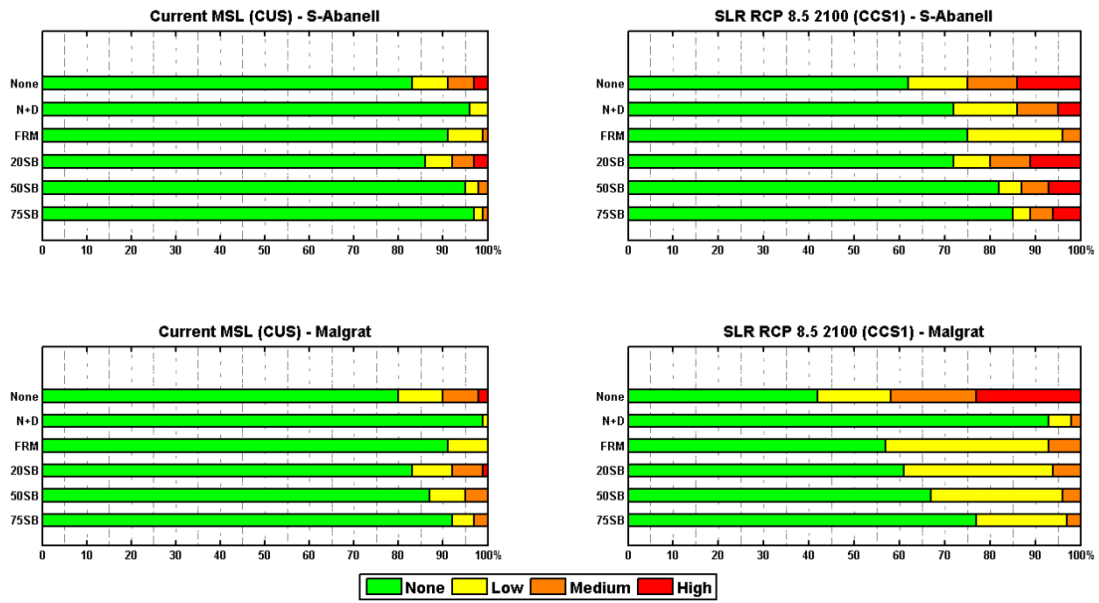 Current MSL (CUS) - S-Abanell
None
N+D
FRM
20SB
50SB
75SB
0 10 20 30 40 50 60 70 80 90 100%
SLR RCP 8.5 2100 (CCS1) - S-Abanell
None
N+D
FRM
20SB
50SB
75SB
0 10 20 30 40 50 60 70 80 90 100%
Current MSL (CUS) - Malgrat
None
N+D
FRM
20SB
50SB
75SB
0 10 20 30 40 50 60 70 80 90 100%
SLR RCP 8.5 2100 (CCS1) - Malgrat
None
N+D
FRM
20SB
50SB
75SB
0 10 20 30 40 50 60 70 80 90 100%
None Low Medium High